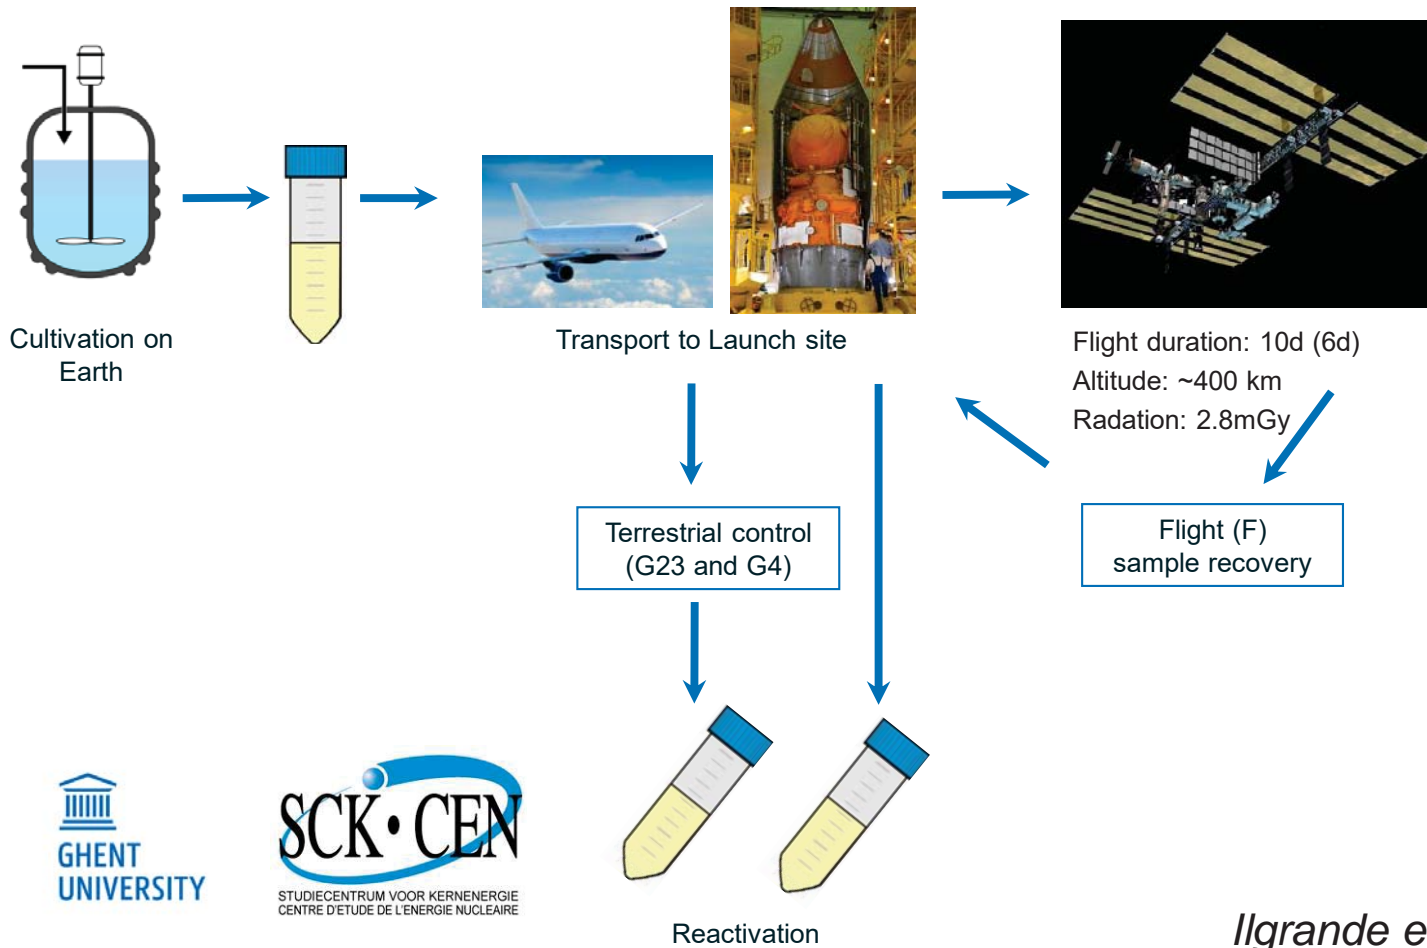 Cultivation on
Earth
Transport to Launch site
Flight duration: 10d (6d)
Altitude: ~400 km
Radation: 2.8mGy
Terrestrial control
(G23 and G4)
Flight (F)
sample recovery
GHENT
UNIVERSITY
SCK•CEN
STUDIECENTRUM VOOR KERNENERGIE
CENTRE D'ETUDE DE L'ENERGIE NUCLEAIRE
Reactivation
Ilgrande e